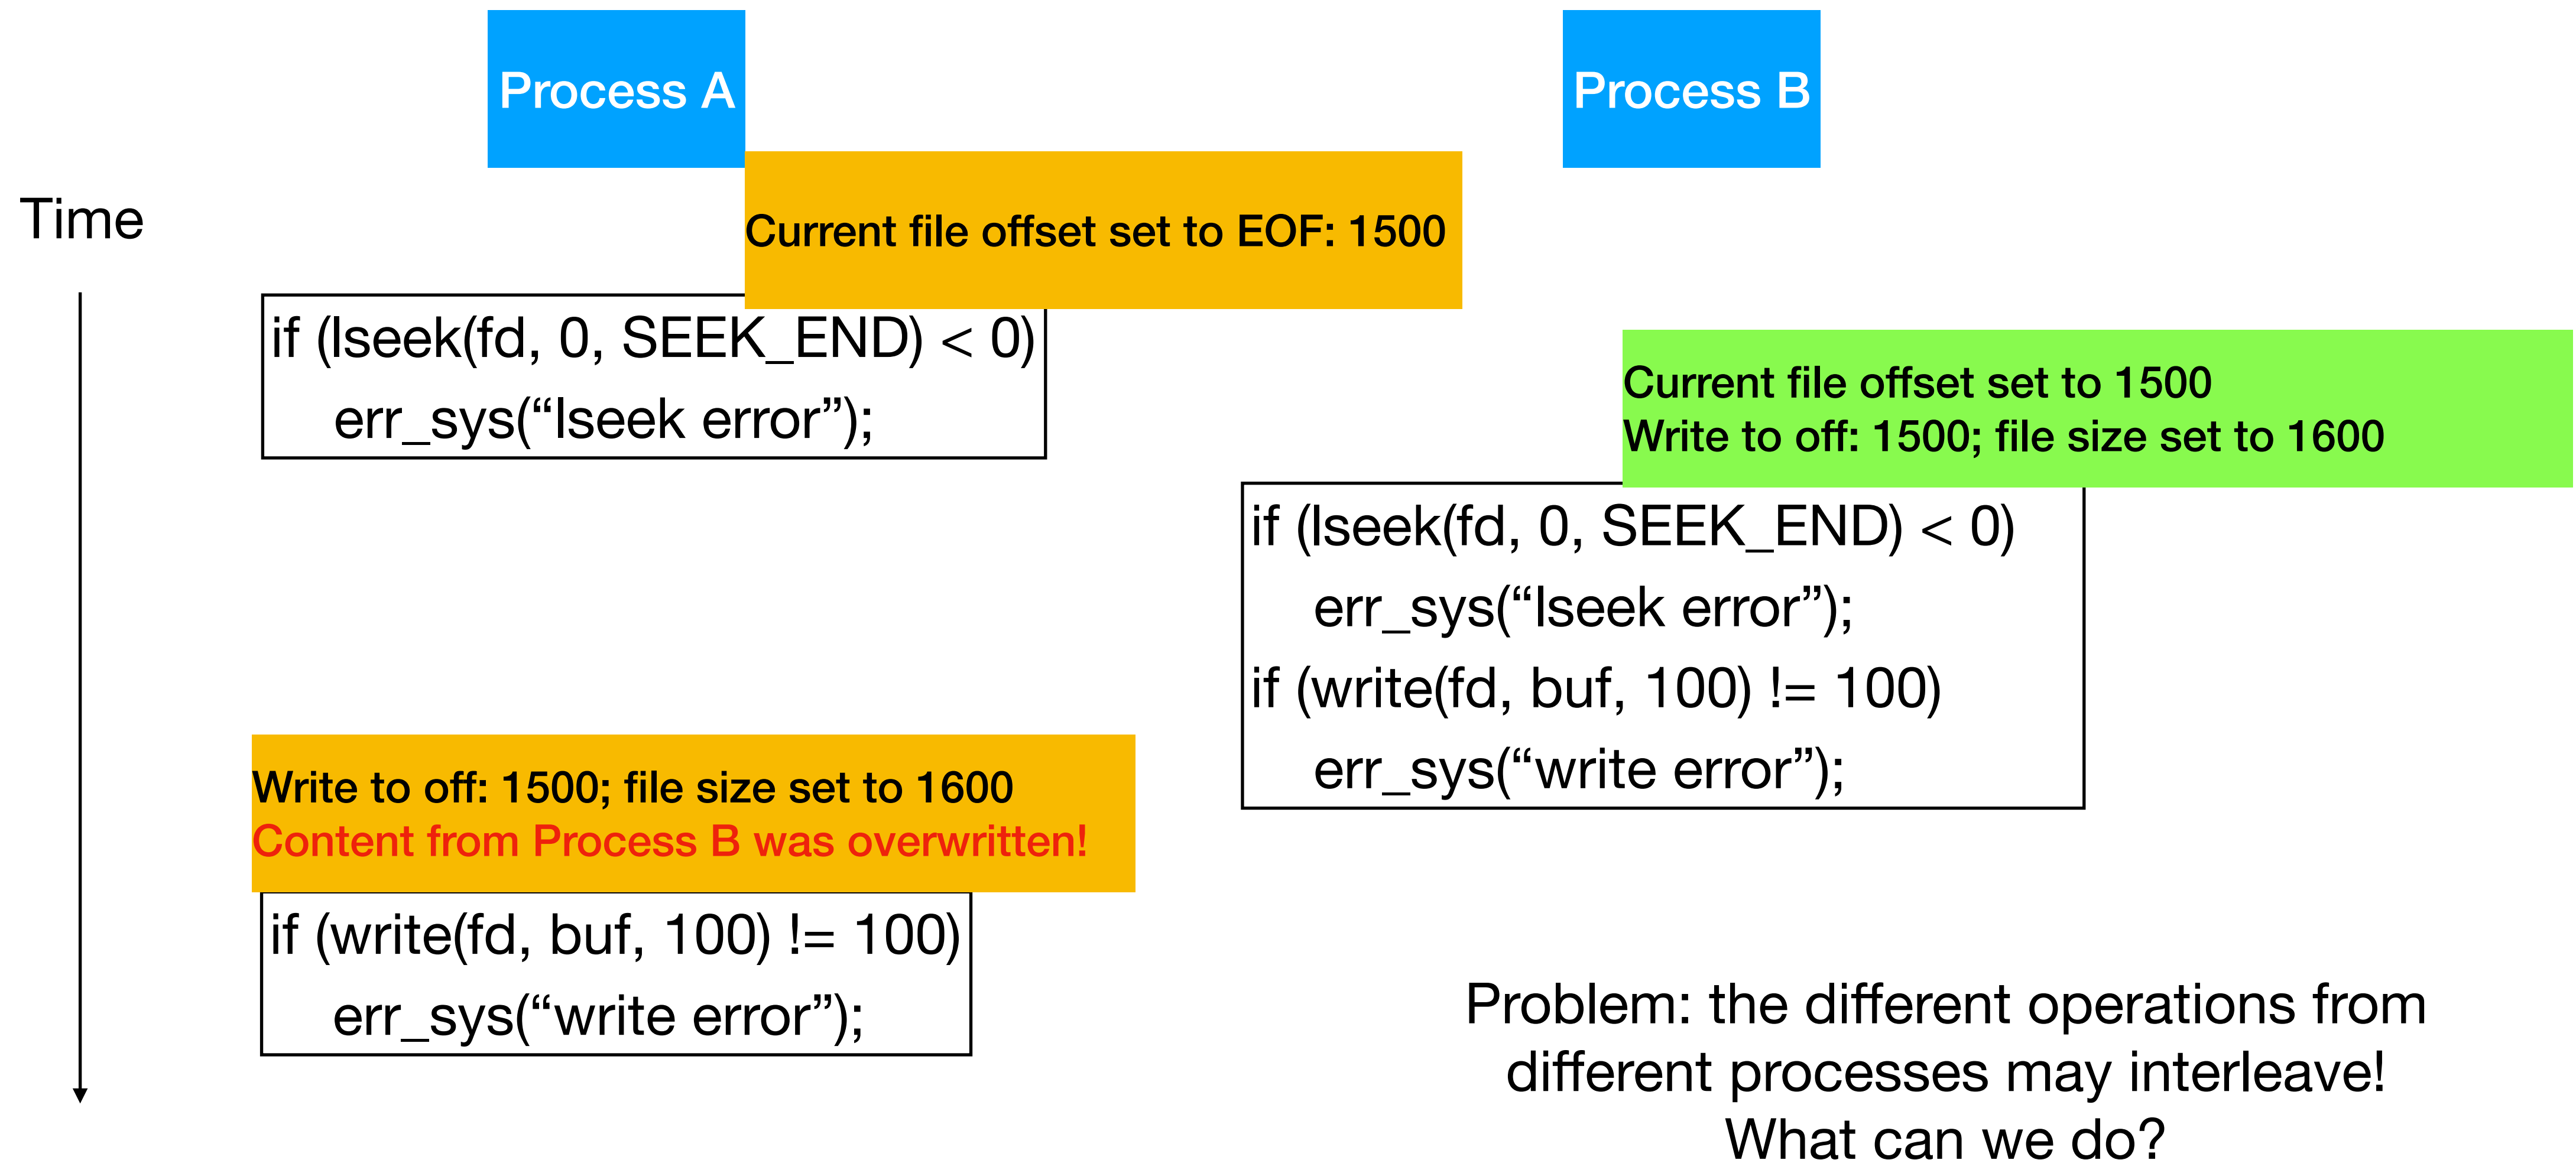 Process A
Process B
Time
Current file offset set to EOF: 1500
if (lseek(fd, 0, SEEK_END) < 0)
err_sys(“lseek error”);
Current file offset set to 1500
Write to off: 1500; file size set to 1600
if (lseek(fd, 0, SEEK_END) < 0)
err_sys(“lseek error”);
if (write(fd, buf, 100) != 100)
err_sys(“write error”);
Write to off: 1500; file size set to 1600
Content from Process B was overwritten!
if (write(fd, buf, 100) != 100)
err_sys(“write error”);
Problem: the different operations from
different processes may interleave!
What can we do?